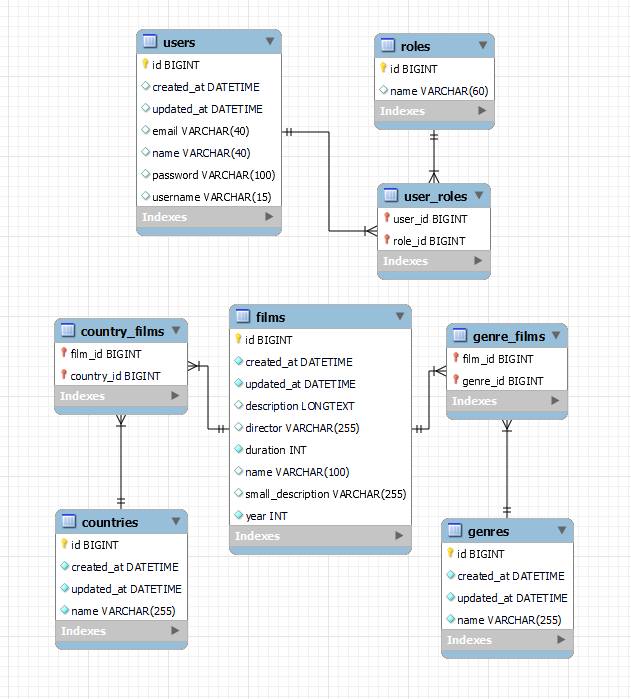 users
id BIGINT
created_at DATETIME
updated_at DATETIME
email VARCHAR(40)
name VARCHAR(40)
password VARCHAR(100)
username VARCHAR(15)
Indexes
roles
id BIGINT
name VARCHAR(60)
Indexes
user_roles
user_id BIGINT
role_id BIGINT
Indexes
country_films
film_id BIGINT
country_id BIGINT
Indexes
films
id BIGINT
created_at DATETIME
updated_at DATETIME
description LONGTEXT
director VARCHAR(255)
duration INT
name VARCHAR(100)
small_description VARCHAR(255)
year INT
Indexes
genre_films
film_id BIGINT
genre_id BIGINT
Indexes
countries
id BIGINT
created_at DATETIME
updated_at DATETIME
name VARCHAR(255)
Indexes
genres
id BIGINT
created_at DATETIME
updated_at DATETIME
name VARCHAR(255)
Indexes